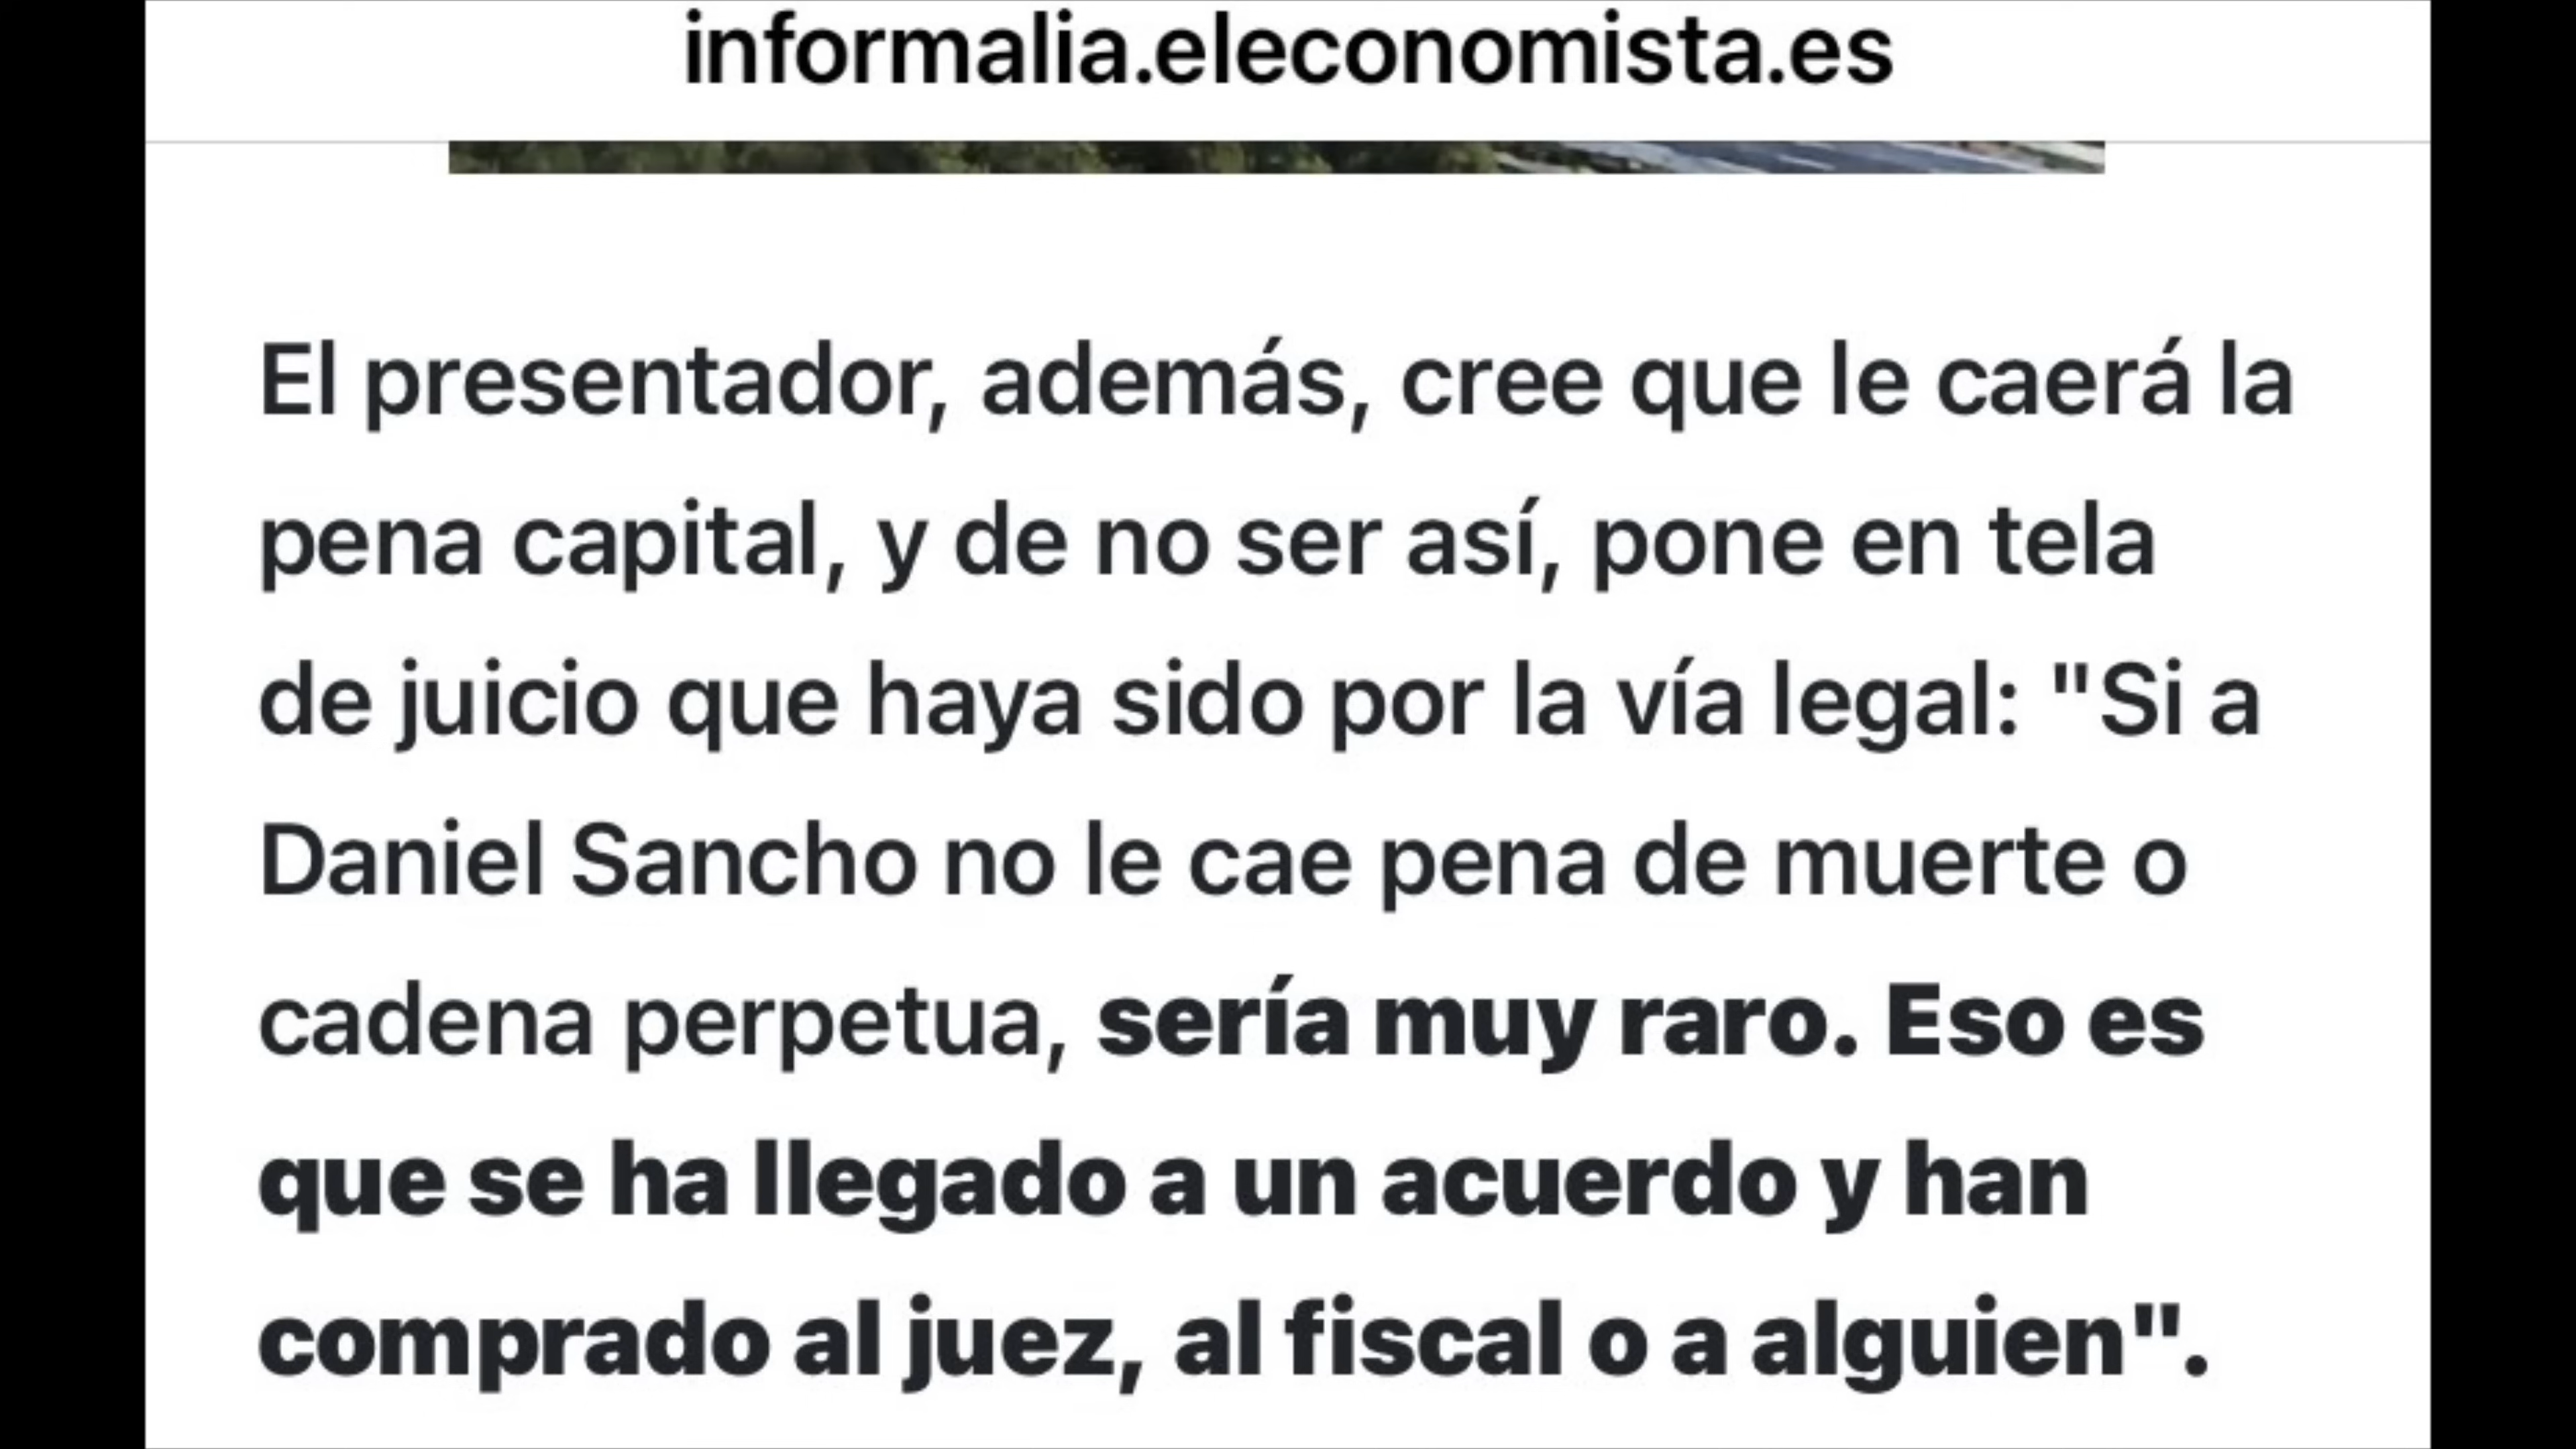 informalia.eleconomista.es
El presentador, además, cree que le caerá la
pena capital, y de no ser así, pone en tela
de juicio que haya sido por la vía legal: "Si a
Daniel Sancho no le cae pena de muerte o
cadena perpetua, sería muy raro. Eso es
que se ha llegado a un acuerdo y han
comprado al juez, al fiscal o a alguien".